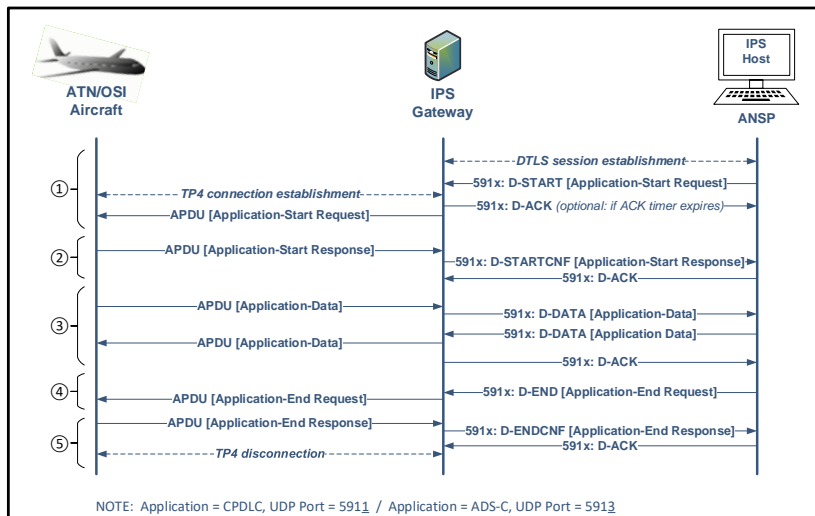 ATN/OSI
Aircraft
IPS
Gateway
IPS
Host
ANSP
①
DTLS session establishment
591x: D-START [Application-Start Request]
TP4 connection establishment
591x: D-ACK (optional: if ACK timer expires)
APDU [Application-Start Request]
②
APDU [Application-Start Response]
591x: D-STARTCNF [Application-Start Response]
591x: D-ACK
③
APDU [Application-Data]
591x: D-DATA [Application-Data]
591x: D-DATA [Application Data]
APDU [Application-Data]
591x: D-ACK
④
591x: D-END [Application-End Request]
APDU [Application-End Request]
⑤
APDU [Application-End Response]
591x: D-ENDCNF [Application-End Response]
591x: D-ACK
TP4 disconnection
NOTE: Application = CPDLC, UDP Port = 5911 / Application = ADS-C, UDP Port = 5913